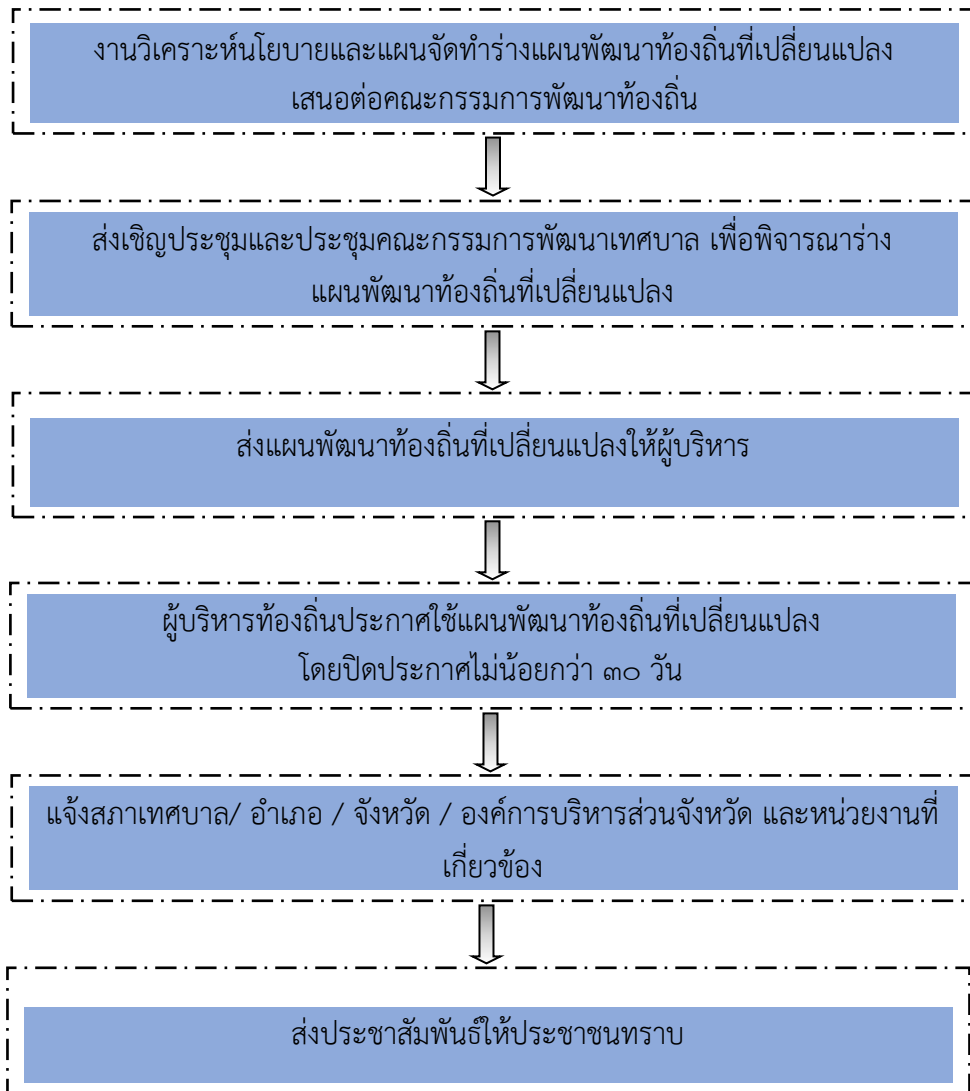 งานวิเคราะห์นโยบายและแผนจัดทำร่างแผนพัฒนาท้องถิ่นที่เปลี่ยนแปลง
เสนอต่อคณะกรรมการพัฒนาท้องถิ่น
ส่งเชิญประชุมและประชุมคณะกรรมการพัฒนาเทศบาล เพื่อพิจารณาร่าง
แผนพัฒนาท้องถิ่นที่เปลี่ยนแปลง
ส่งแผนพัฒนาท้องถิ่นที่เปลี่ยนแปลงให้ผู้บริหาร
ผู้บริหารท้องถิ่นประกาศใช้แผนพัฒนาท้องถิ่นที่เปลี่ยนแปลง
โดยปิดประกาศไม่น้อยกว่า ๓๐ วัน
แจ้งสภาเทศบาล/ อำเภอ / จังหวัด / องค์การบริหารส่วนจังหวัด และหน่วยงานที่
เกี่ยวข้อง
ส่งประชาสัมพันธ์ให้ประชาชนทราบ